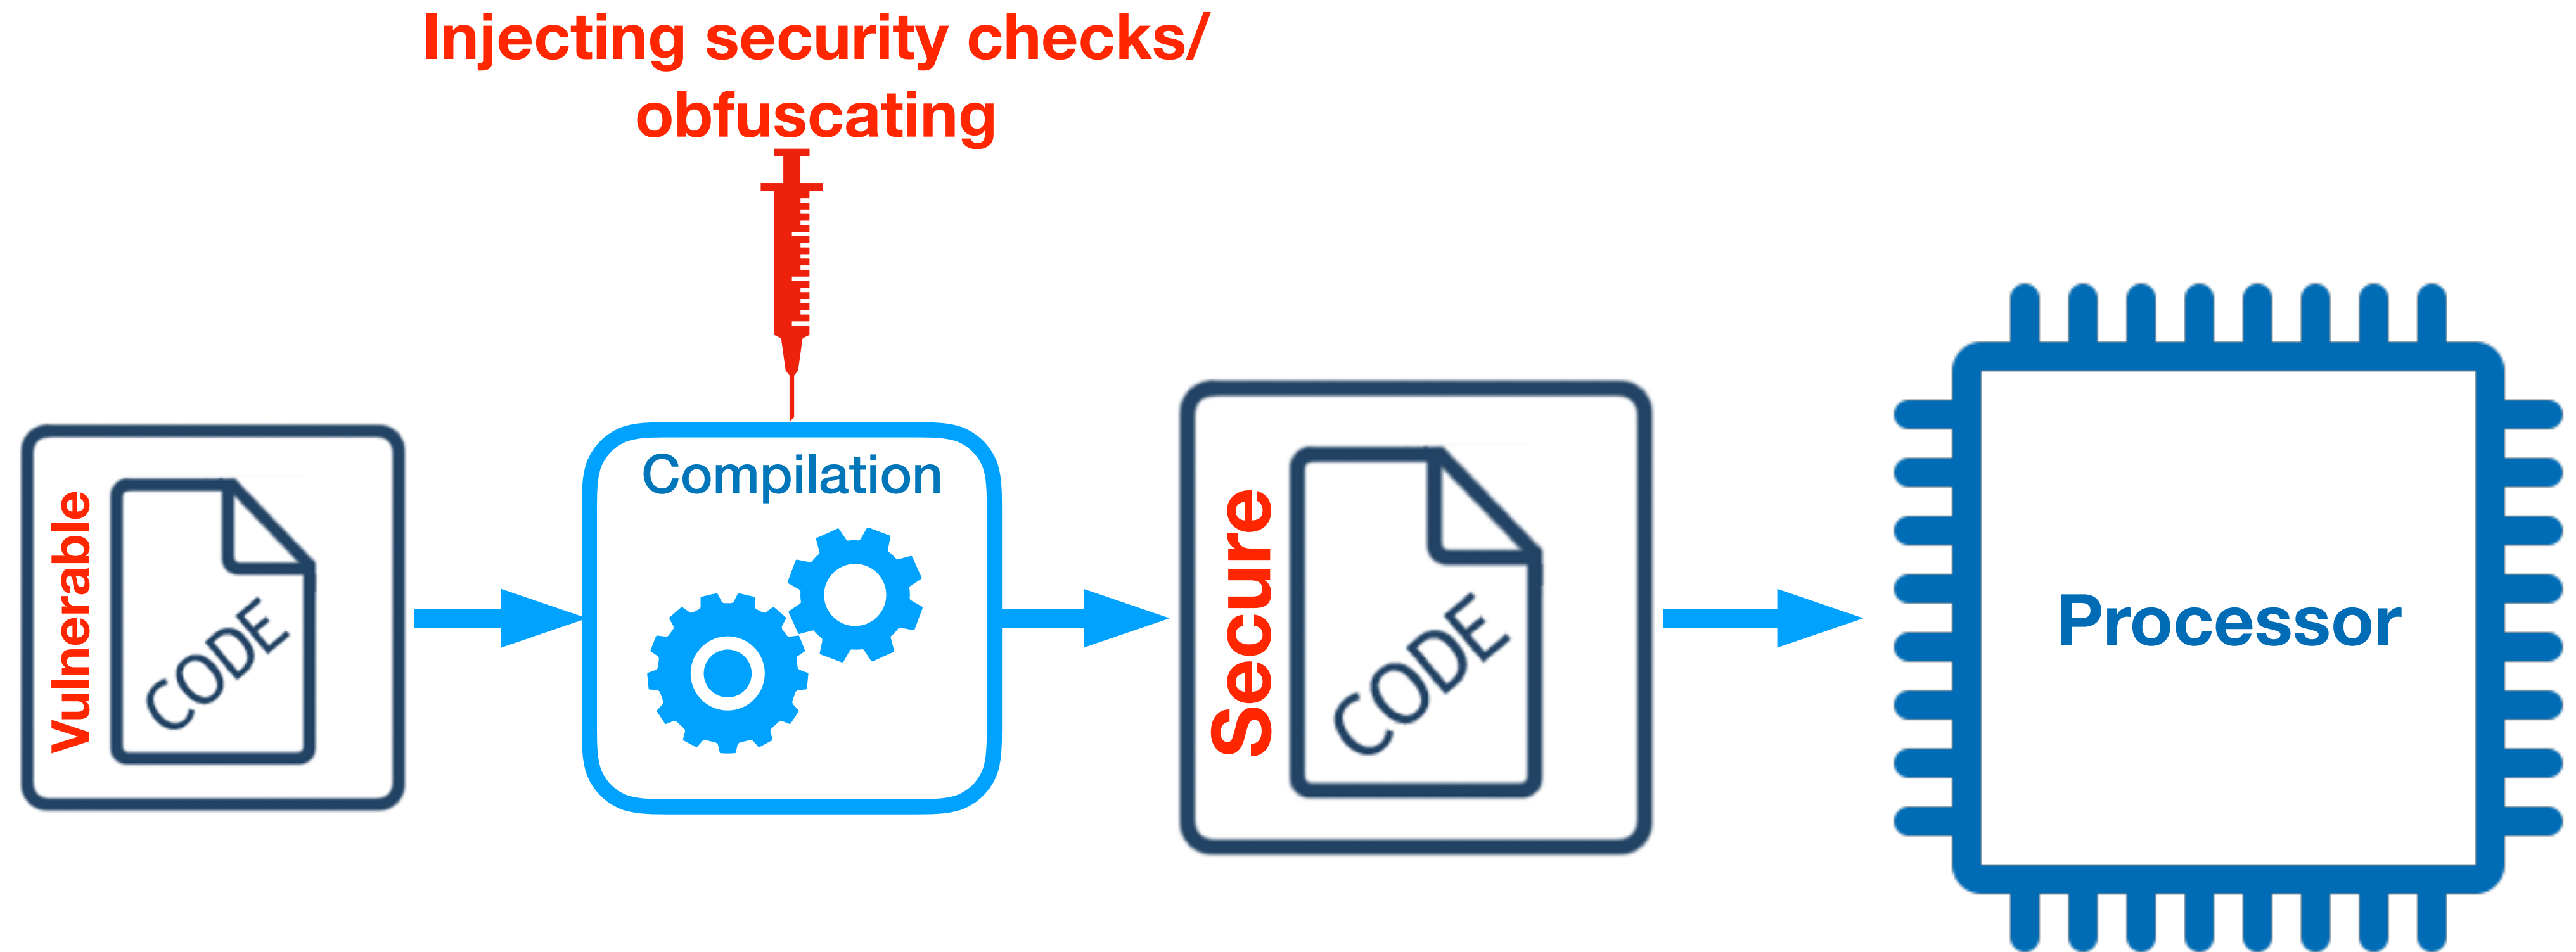 Injecting security checks/
obfuscating
Vulnerable
CODE
Compilation
Secure
CODE
Processor